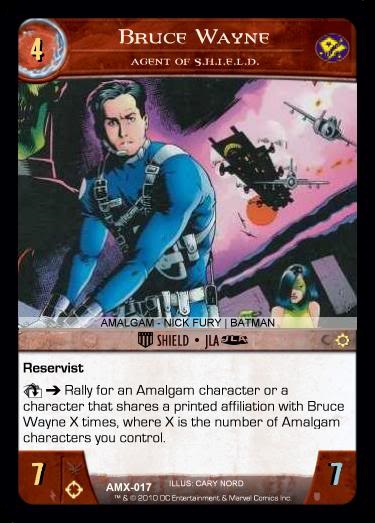 4
BRUCE WAYNE
AGENT OF S.H.I.E.L.D.
AMALGAM - NICK FURY | BATMAN
SHIELD • JLA JLA
Reservist
➔ Rally for an Amalgam character or a
character that shares a printed affiliation with Bruce
Wayne X times, where X is the number of Amalgam
characters you control.
7
AMX-017
ILLUS: CARY NORD
™ & © 2010 DC Entertainment & Marvel Comics Inc.
7